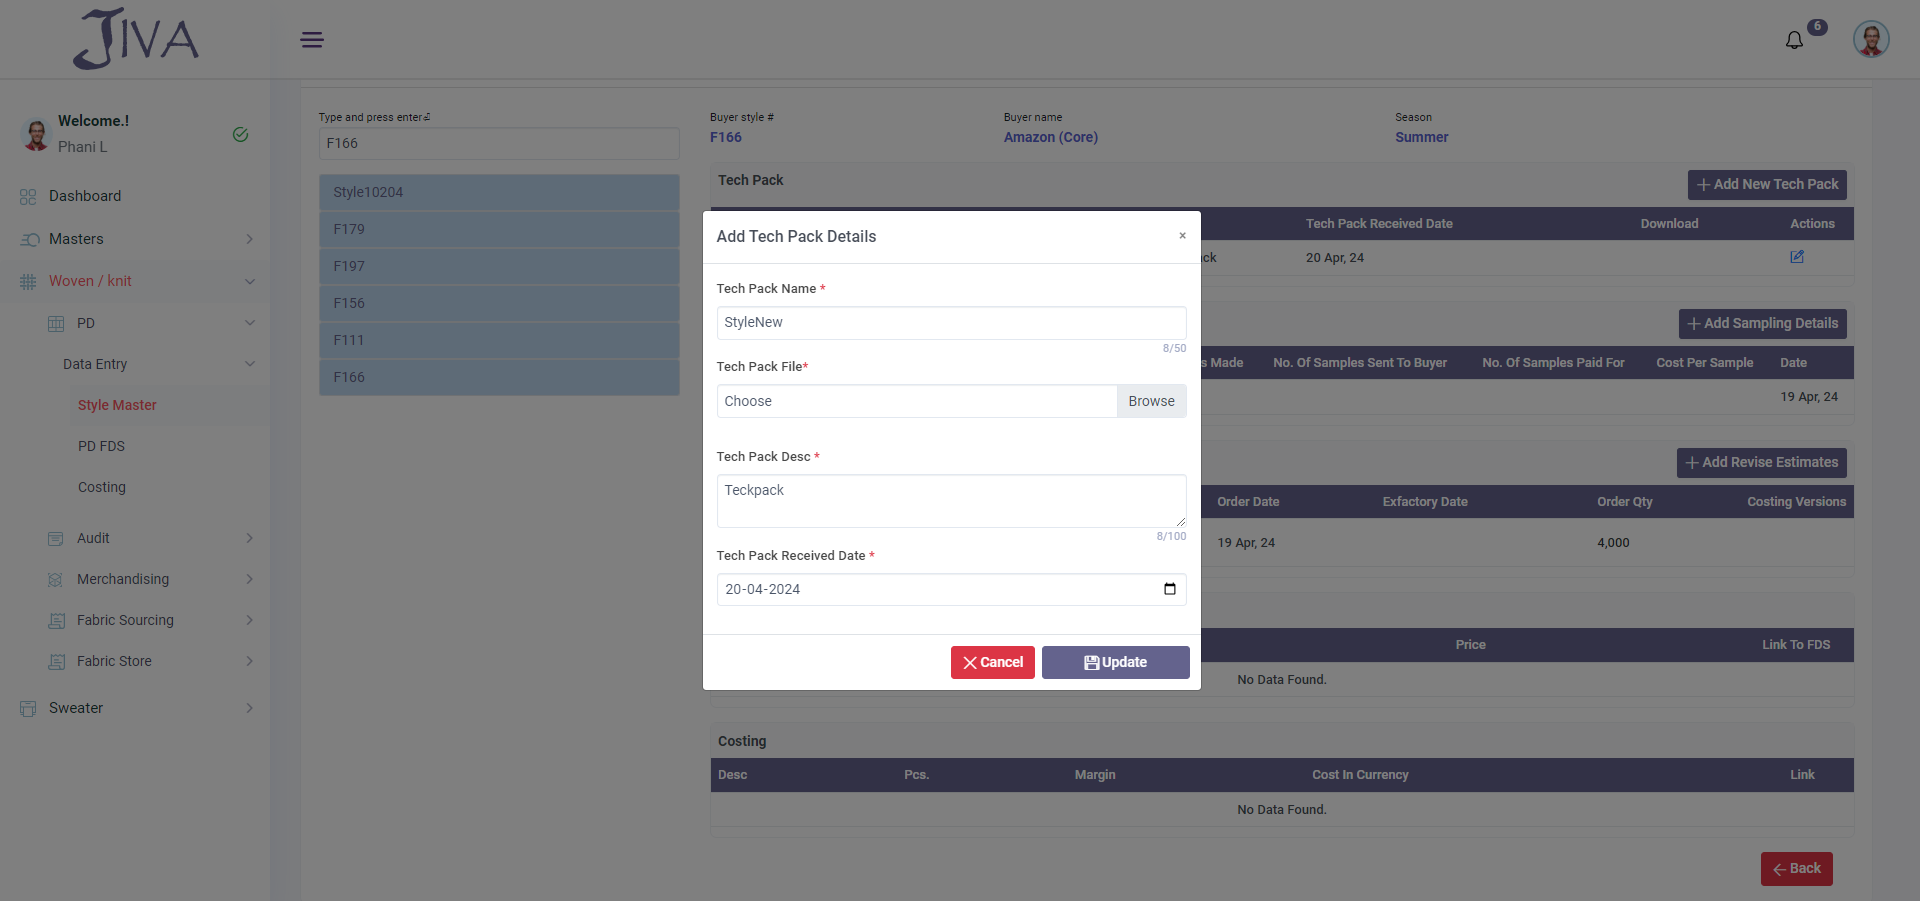 JIVA
6
Welcome.!
Phani L
Dashboard
Masters
Woven / knit
PD
Data Entry
Style Master
PD FDS
Costing
Audit
Merchandising
Fabric Sourcing
Fabric Store
Sweater
Type and press enter
F166
Style10204
F179
F197
F156
F111
F166
Buyer style #
F166
Buyer name
Amazon (Core)
Season
Summer
Tech Pack
Add New Tech Pack
Tech Pack Received Date Download Actions
ck 20 Apr, 24
Add Sampling Details
s Made No. Of Samples Sent To Buyer No. Of Samples Paid For Cost Per Sample Date
19 Apr, 24
Add Revise Estimates
Order Date Exfactory Date Order Qty Costing Versions
19 Apr, 24 4,000
Price Link To FDS
No Data Found.
Costing
Desc Pcs. Margin Cost In Currency Link
No Data Found.
Back
Add Tech Pack Details
×
Tech Pack Name *
StyleNew
8/50
Tech Pack File*
Choose Browse
Tech Pack Desc *
Teckpack
8/100
Tech Pack Received Date *
20-04-2024
Cancel Update